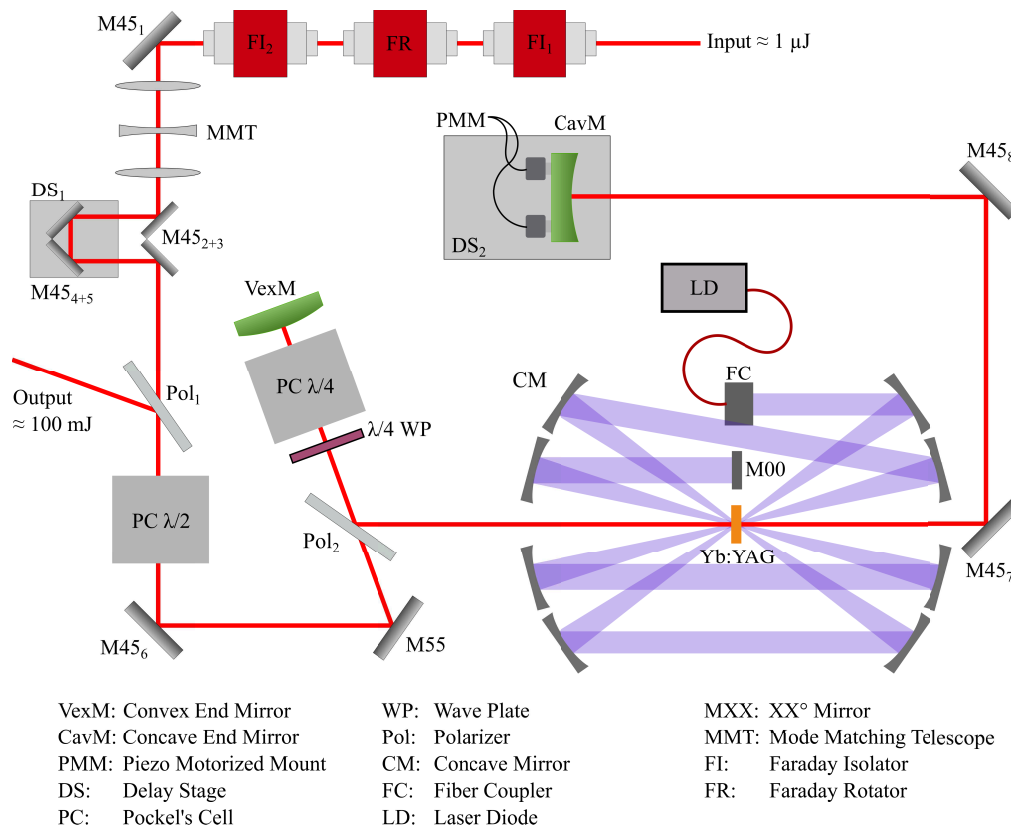 M45₁
FI₂
FR
FI₁
Input ≈ 1 μJ
MMT
PMM
CavM
M45₈
DS₁
M45₂₊₃
DS₂
M45₄₊₅
VexM
LD
PC λ/4
CM
FC
Output
≈ 100 mJ
Pol₁
λ/4 WP
M00
PC λ/2
Pol₂
Yb:YAG
M45₇
M45₆
M55
VexM: Convex End Mirror
CavM: Concave End Mirror
PMM: Piezo Motorized Mount
DS: Delay Stage
PC: Pockel's Cell
WP: Wave Plate
Pol: Polarizer
CM: Concave Mirror
FC: Fiber Coupler
LD: Laser Diode
MXX: XX° Mirror
MMT: Mode Matching Telescope
FI: Faraday Isolator
FR: Faraday Rotator